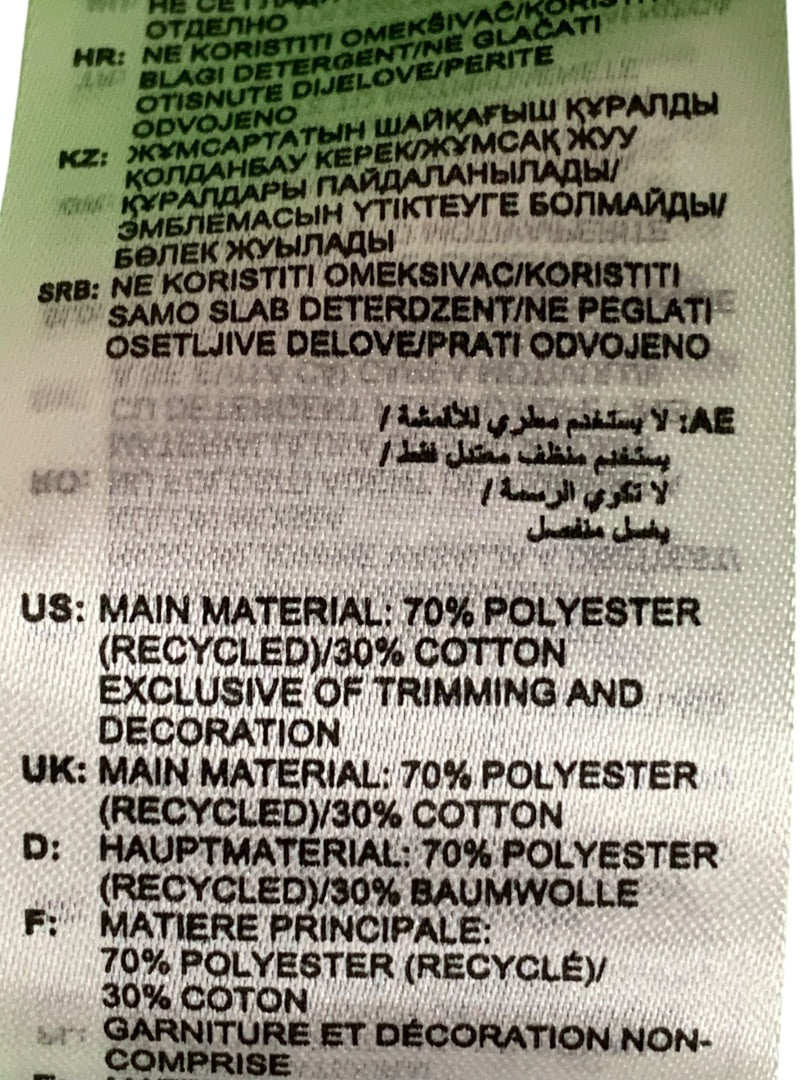 ОТДЕЛНО
HR: NE KORISTITI OMEKŠIVAČ/KORISTITI
BLAGI DETERGENT/NE GLAČATI
OTISNUTE DIJELOVE/PERITE
ODVOJENO
KZ: ЖҰМСАРТАТЫН ШАЙҚАҒЫШ ҚҰРАЛДЫ
ҚОЛДАНБАУ КЕРЕК/ЖҰМСАҚ ЖУУ
ҚҰРАЛДАРЫ ПАЙДАЛАНЫЛАДЫ/
ЭМБЛЕМАСЫН ҮТІКТЕУГЕ БОЛМАЙДЫ/
БӨЛЕК ЖУЫЛАДЫ
SRB: NE KORISTITI OMEKSIVAC/KORISTITI
SAMO SLAB DETERDZENT/NE PEGLATI
OSETLJIVE DELOVE/PRATI ODVOJENO
AE: لا يستخدم مطري للأقمشة /
يستخدم منظف معتدل فقط /
لا تكوي الرسمة /
يغسل منفصل
US: MAIN MATERIAL: 70% POLYESTER
(RECYCLED)/30% COTTON
EXCLUSIVE OF TRIMMING AND
DECORATION
UK: MAIN MATERIAL: 70% POLYESTER
(RECYCLED)/30% COTTON
D: HAUPTMATERIAL: 70% POLYESTER
(RECYCLED)/30% BAUMWOLLE
F: MATIERE PRINCIPALE:
70% POLYESTER (RECYCLÉ)/
30% COTON
GARNITURE ET DÉCORATION NON-
COMPRISE